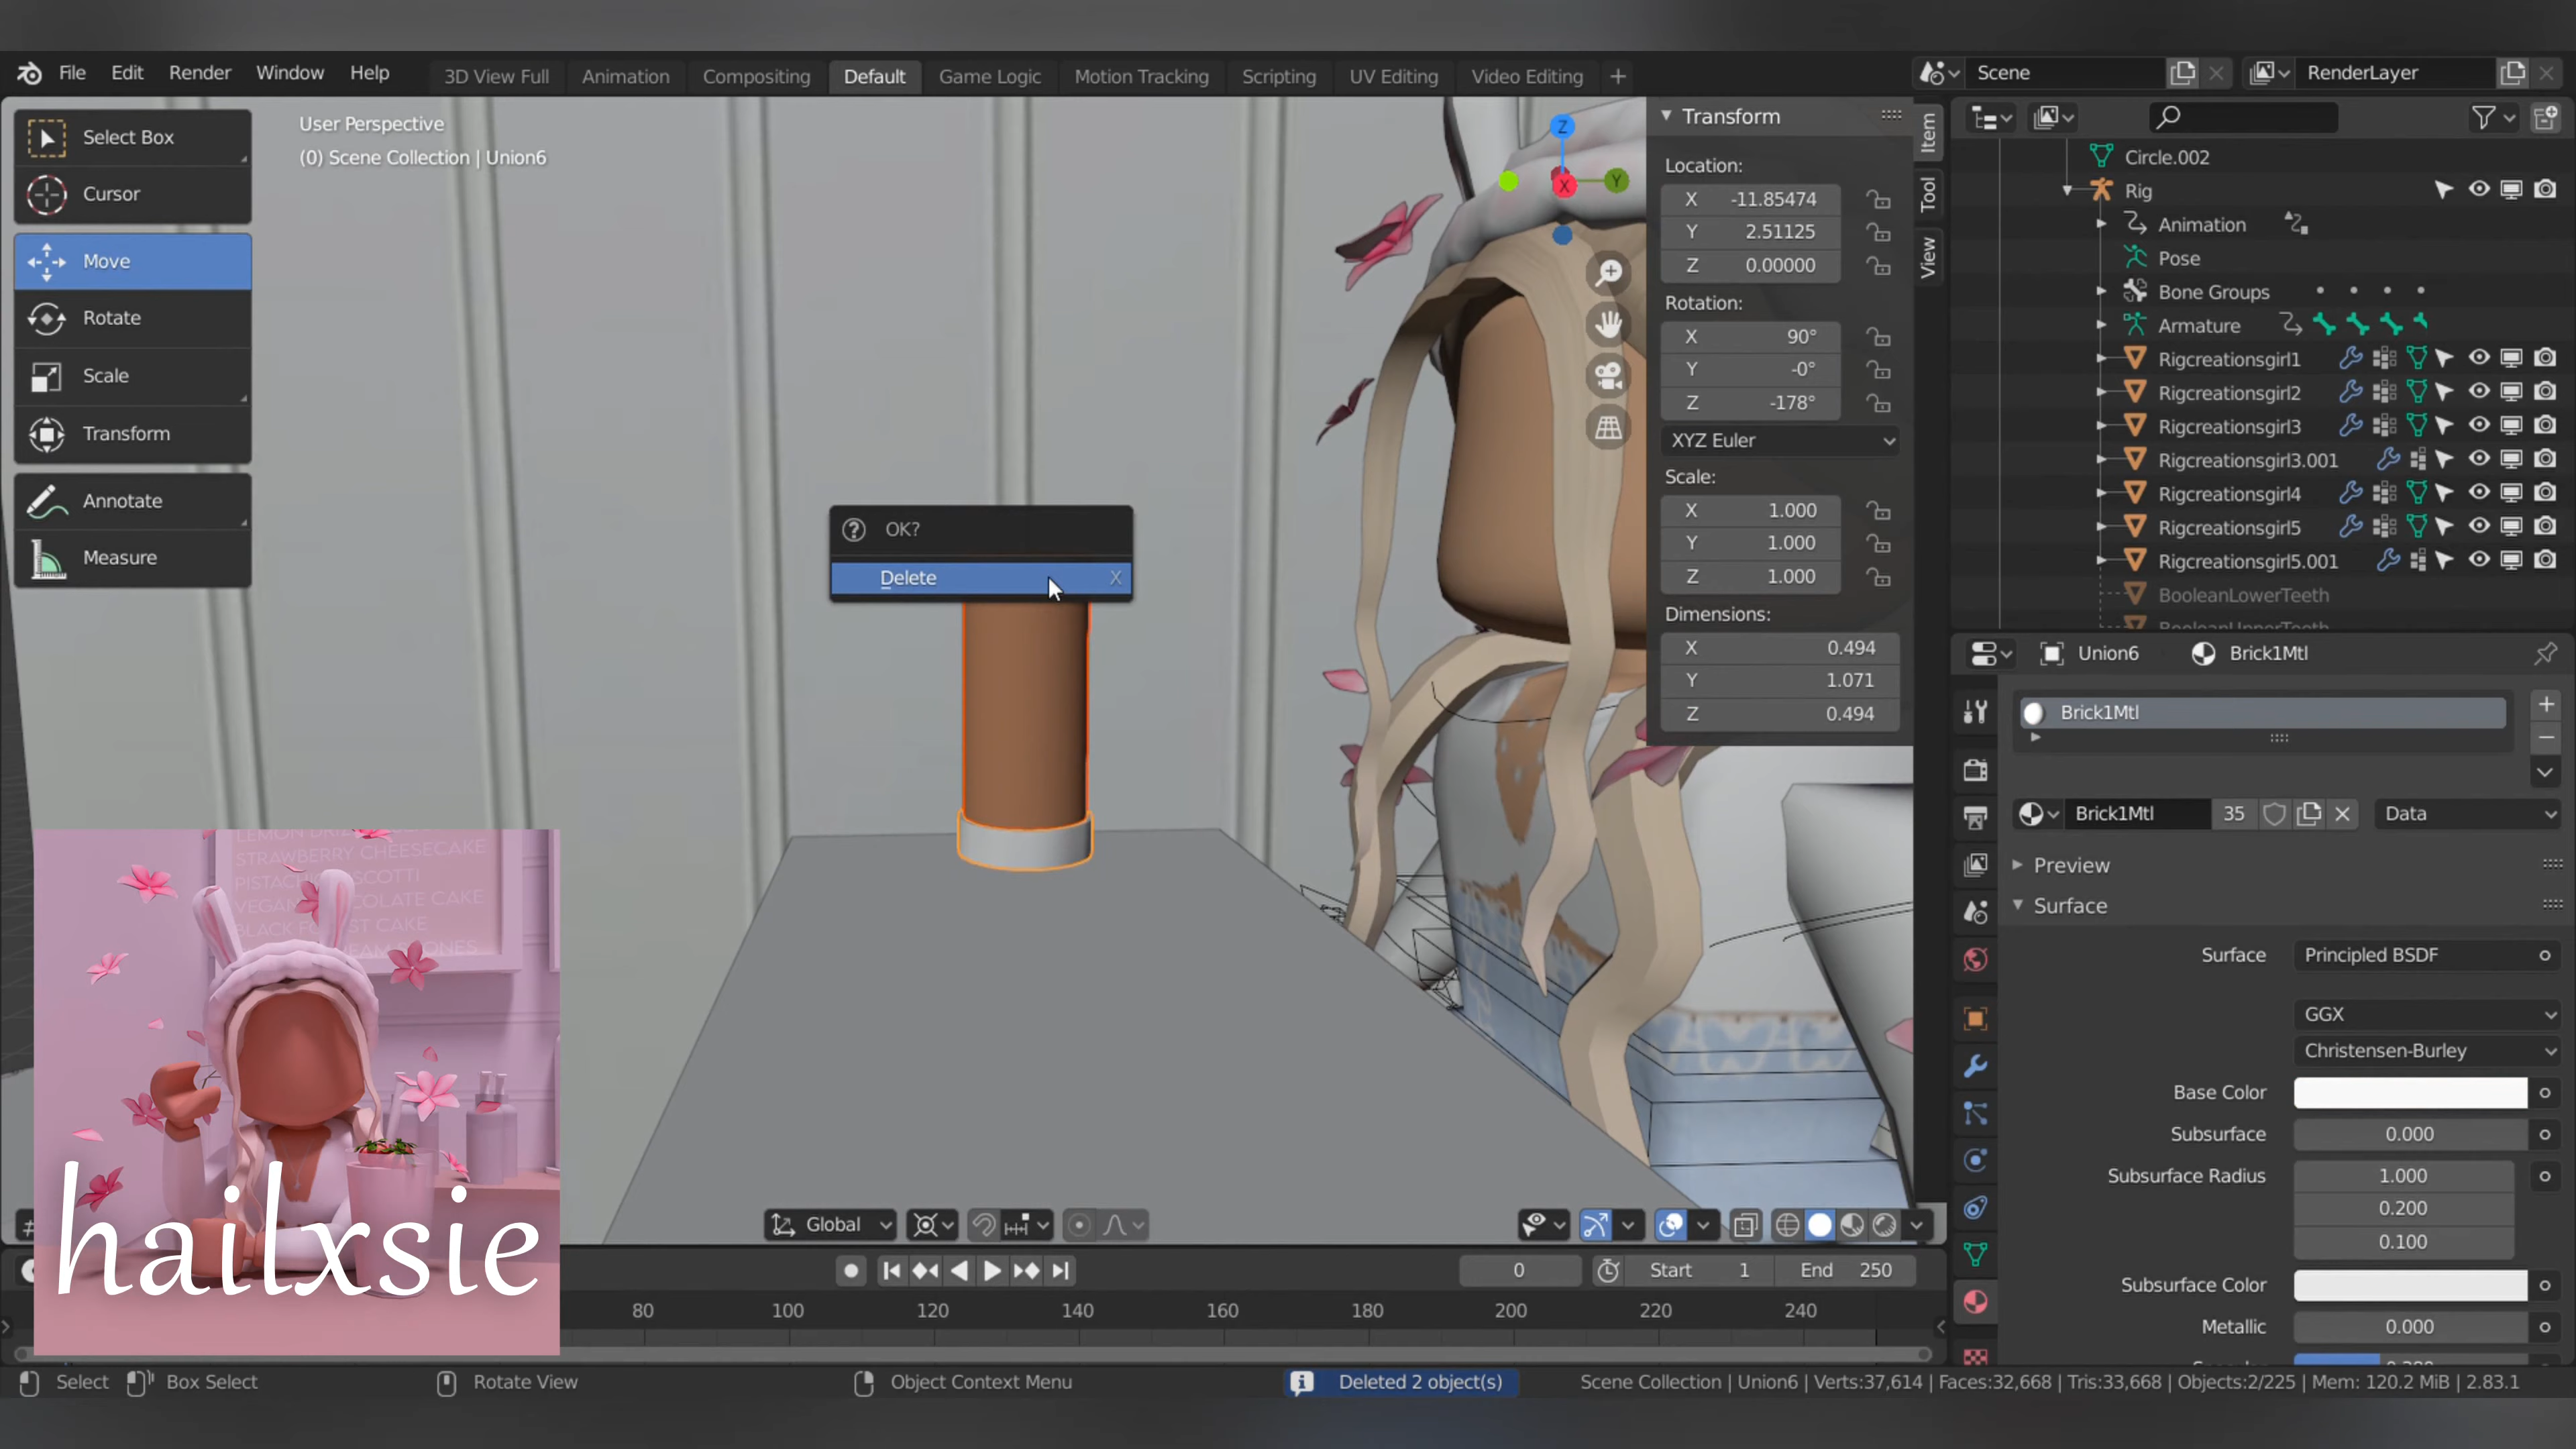 File Edit Render Window Help 3D View Full Animation Compositing Default Game Logic Motion Tracking Scripting UV Editing Video Editing + Scene RenderLayer
Select Box
Cursor
Move
Rotate
Scale
Transform
Annotate
Measure
User Perspective
(0) Scene Collection | Union6
Z
X
Y
OK?
Delete X
Transform
Location:
X -11.85474
Y 2.51125
Z 0.00000
Rotation:
X 90°
Y -0°
Z -178°
XYZ Euler
Scale:
X 1.000
Y 1.000
Z 1.000
Dimensions:
X 0.494
Y 1.071
Z 0.494
Item
Tool
View
Circle.002
Rig
Animation
Pose
Bone Groups
Armature
Rigcreationsgirl1
Rigcreationsgirl2
Rigcreationsgirl3
Rigcreationsgirl3.001
Rigcreationsgirl4
Rigcreationsgirl5
Rigcreationsgirl5.001
BooleanLowerTeeth
BooleanUpperTeeth
Union6 Brick1Mtl
Brick1Mtl
Brick1Mtl 35 Data
Preview
Surface
Surface Principled BSDF
GGX
Christensen-Burley
Base Color
Subsurface 0.000
Subsurface Radius 1.000
0.200
0.100
Subsurface Color
Metallic 0.000
STRAWBERRY CHEESECAKE
VEGAN
BLACK
hailxsie
Global
0 Start 1 End 250
80 100 120 140 160 180 200 220 240
Select Box Select Rotate View Object Context Menu Deleted 2 object(s) Scene Collection | Union6 | Verts:37,614 | Faces:32,668 | Tris:33,668 | Objects:2/225 | Mem: 120.2 MiB | 2.83.1